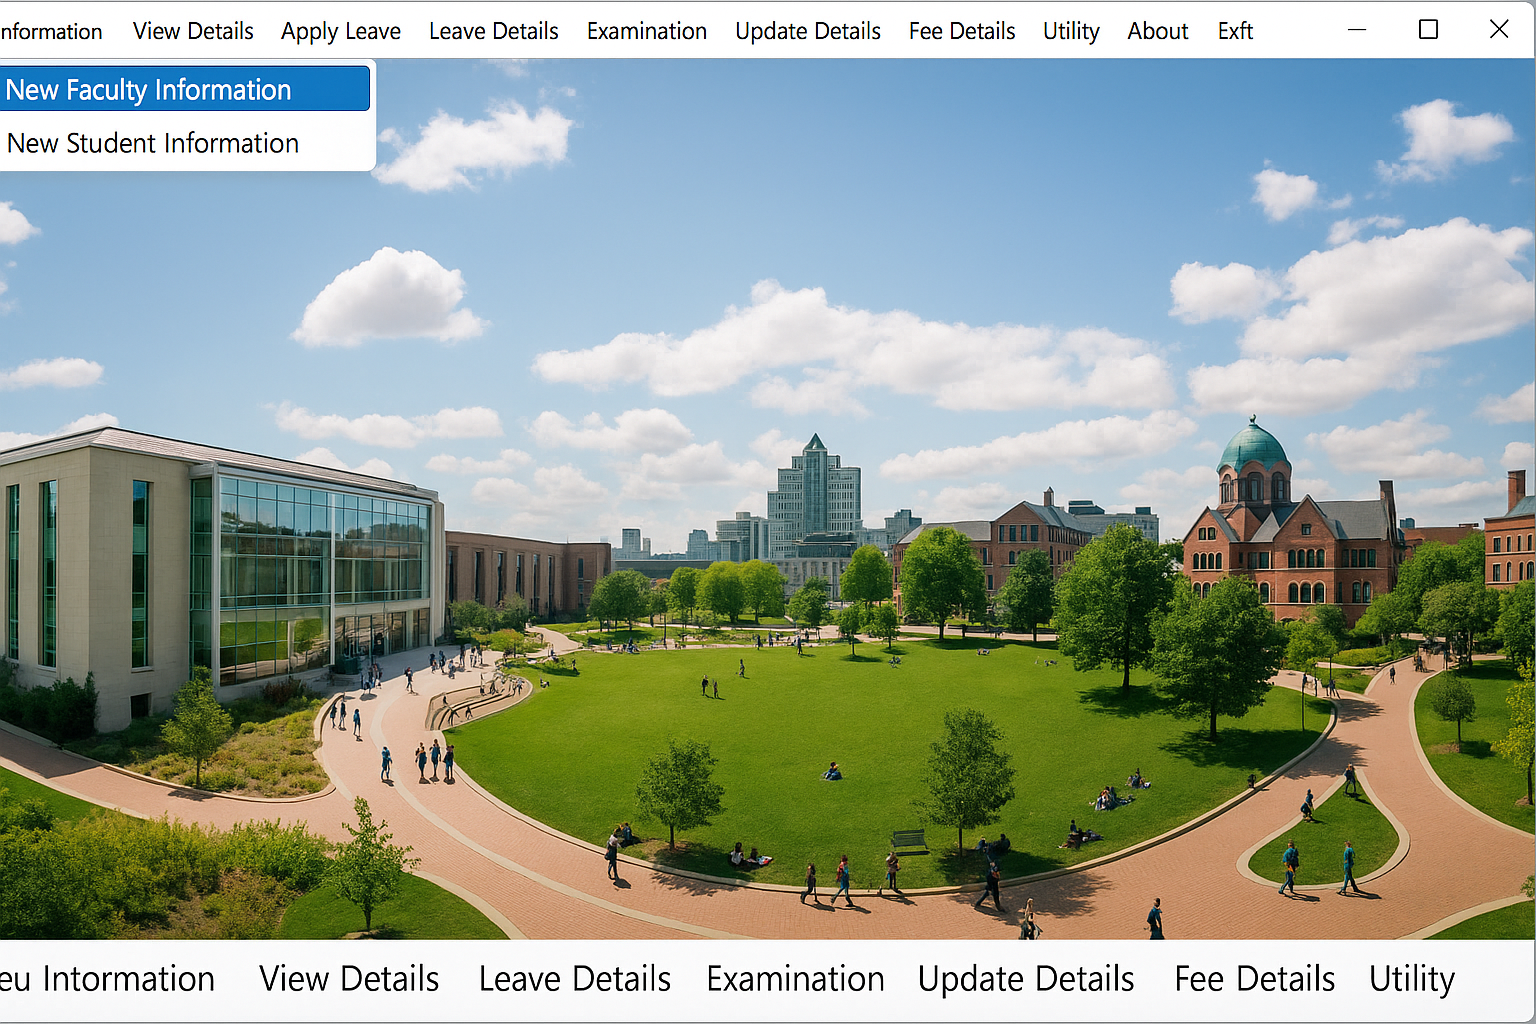 nformation View Details Apply Leave Leave Details Examination Update Details Fee Details Utility About Exft
New Faculty Information
New Student Information
eu Intormation View Details Leave Details Examination Update Details Fee Details Utility